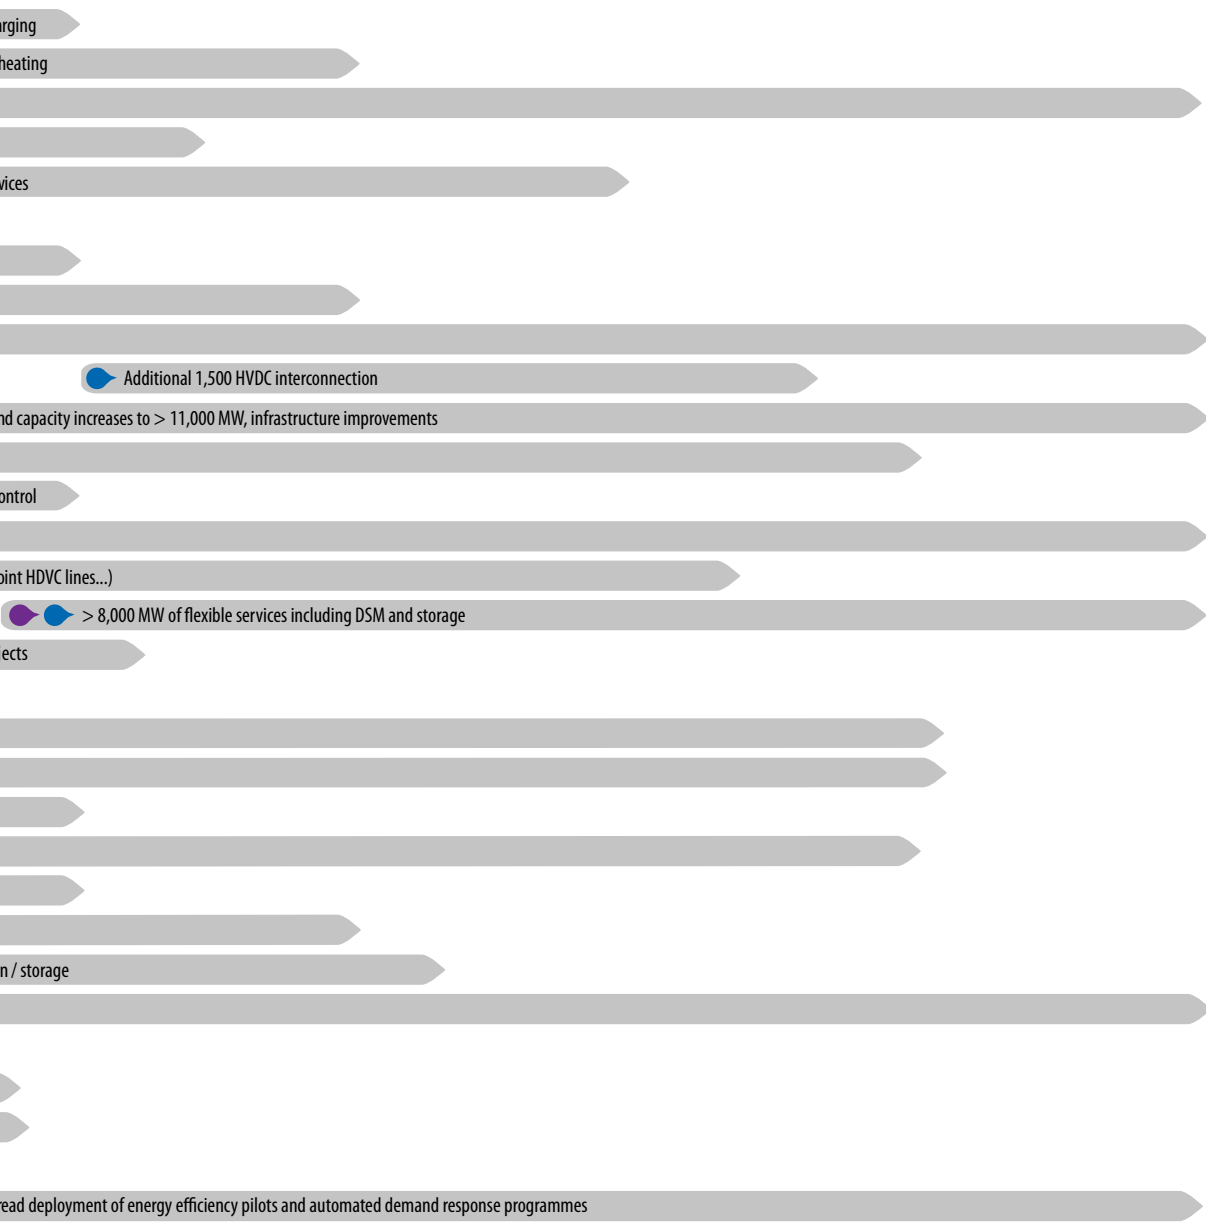 arging
heating
vices
Additional 1,500 HVDC interconnection
nd capacity increases to > 11,000 MW, infrastructure improvements
ontrol
oint HDVC lines...)
> 8,000 MW of flexible services including DSM and storage
jects
n / storage
read deployment of energy efficiency pilots and automated demand response programmes